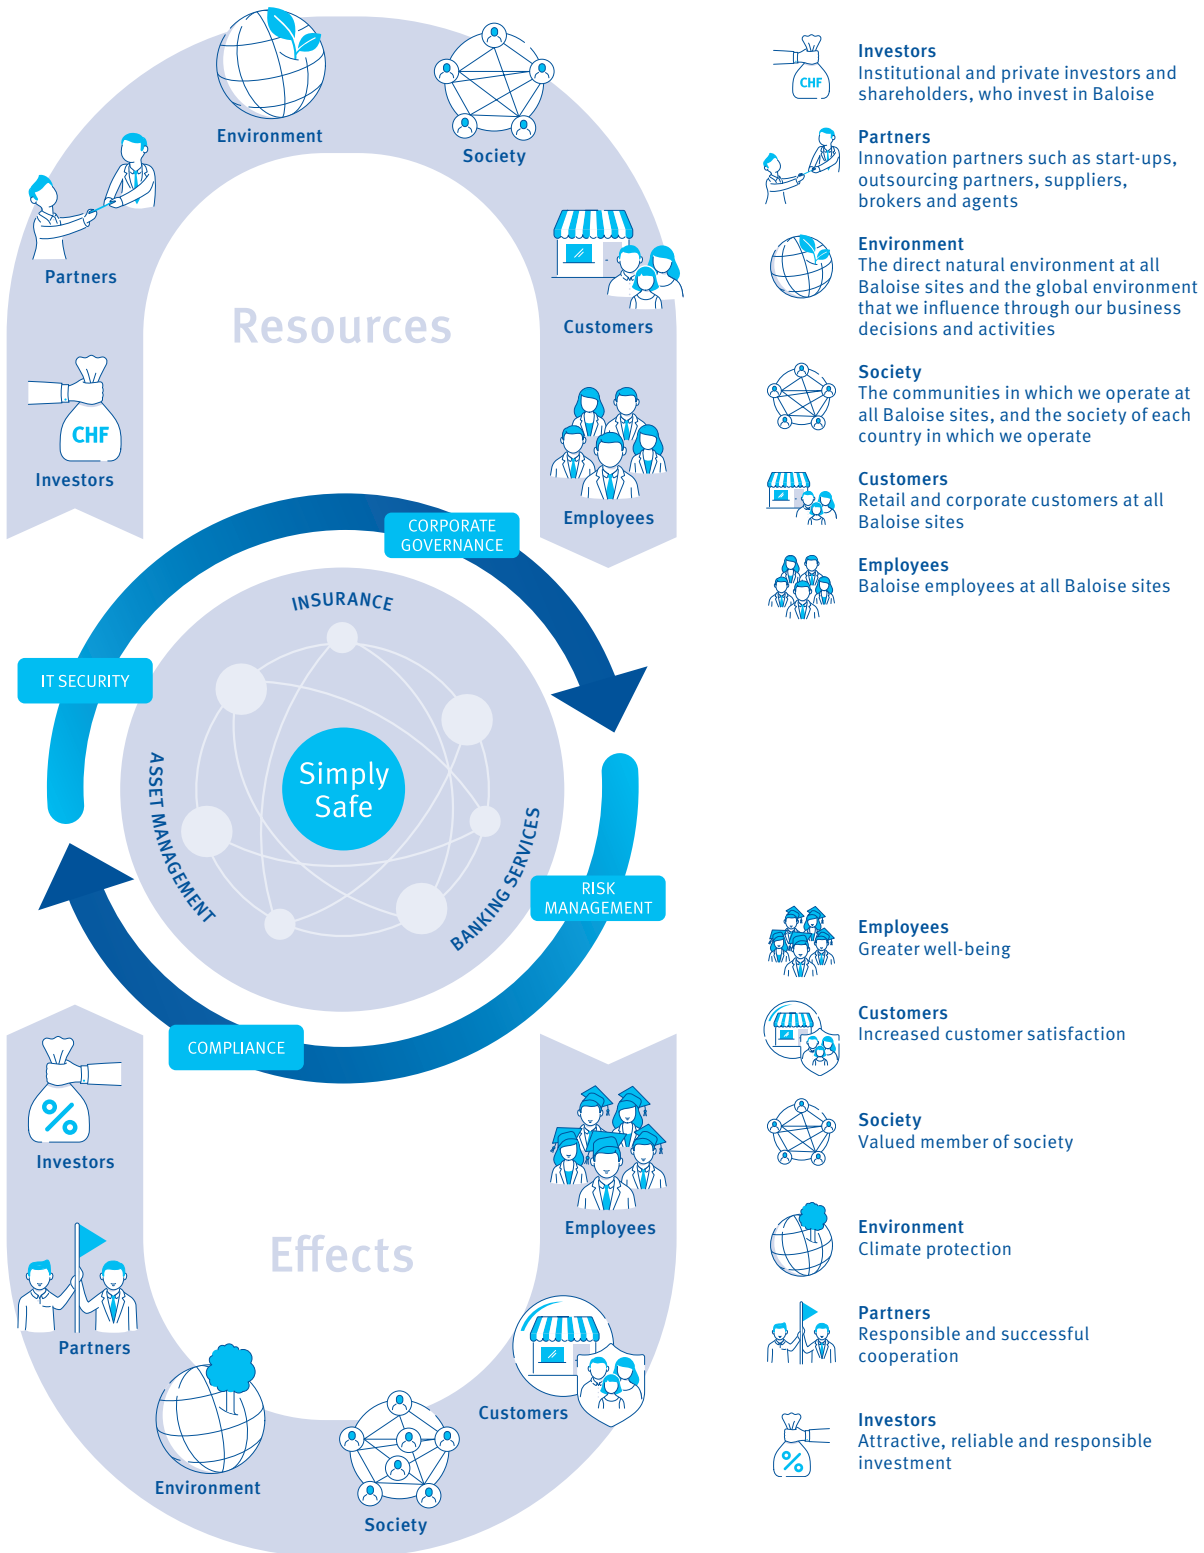 Environment
Society
Partners
Customers
Resources
CHF
Investors
Employees
CORPORATE
GOVERNANCE
INSURANCE
IT SECURITY
Simply
Safe
ASSET MANAGEMENT
BANKING SERVICES
RISK
MANAGEMENT
COMPLIANCE
%
Investors
Employees
Effects
Partners
Customers
Environment
Society
CHF
Investors
Institutional and private investors and
shareholders, who invest in Baloise
Partners
Innovation partners such as start-ups,
outsourcing partners, suppliers,
brokers and agents
Environment
The direct natural environment at all
Baloise sites and the global environment
that we influence through our business
decisions and activities
Society
The communities in which we operate at
all Baloise sites, and the society of each
country in which we operate
Customers
Retail and corporate customers at all
Baloise sites
Employees
Baloise employees at all Baloise sites
Employees
Greater well-being
Customers
Increased customer satisfaction
Society
Valued member of society
Environment
Climate protection
Partners
Responsible and successful
cooperation
%
Investors
Attractive, reliable and responsible
investment